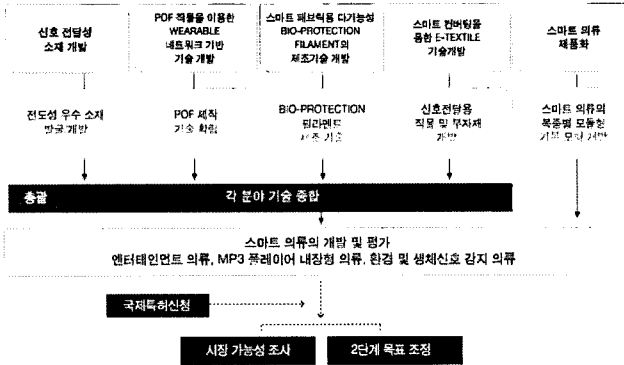 신호 전달성
소재 개발
POF 직물을 이용한
WEARABLE
네트워크 기반
기술 개발
스마트 패브릭용 다기능성
BIO-PROTECTION
FILAMENT의
제조기술 개발
스마트 컨버팅을
통한 E-TEXTILE
기술개발
스마트 의류
제품화
전도성 우수 소재
발굴 개발
POF 제작
기술 확립
BIO-PROTECTION
필라멘트
제조 기술
신호전달용
직물 및 부자재
개발
스마트 의류의
복종별 모듈형
기본 모형 개발
총괄
각 분야 기술 종합
스마트 의류의 개발 및 평가
엔터테인먼트 의류, MP3 플레이어 내장형 의류, 환경 및 생체신호 감지 의류
국제특허신청
시장 가능성 조사
2단계 목표 조정